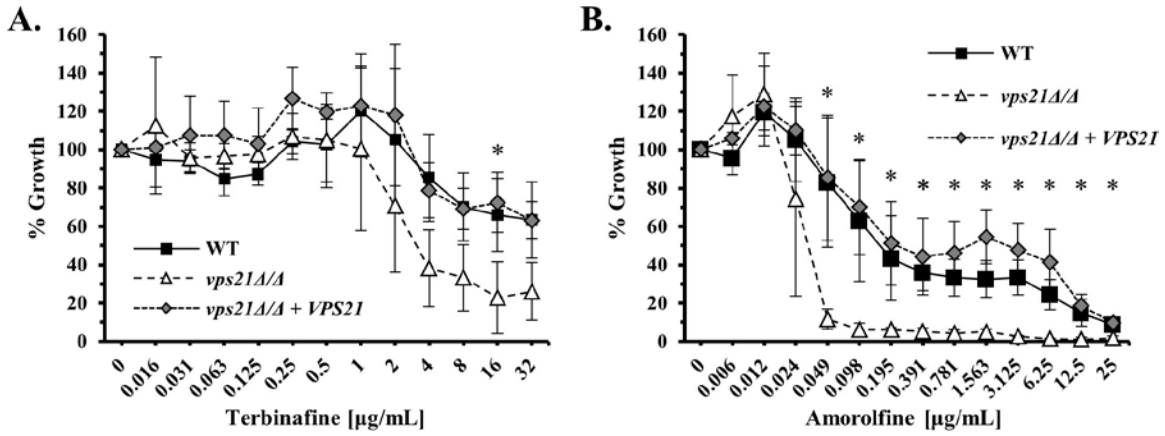 A.
160
140
120
100
80
60
40
20
0
% Growth
*
WT
vps21Δ/Δ
vps21Δ/Δ + VPS21
0 0.016 0.031 0.063 0.125 0.25 0.5 1 2 4 8 16 32
Terbinafine [μg/mL]
B.
160
140
120
100
80
60
40
20
0
% Growth
WT
vps21Δ/Δ
vps21Δ/Δ + VPS21
* * * * * * * * * *
0 0.006 0.012 0.024 0.049 0.098 0.195 0.391 0.781 1.563 3.125 6.25 12.5 25
Amorolfine [μg/mL]